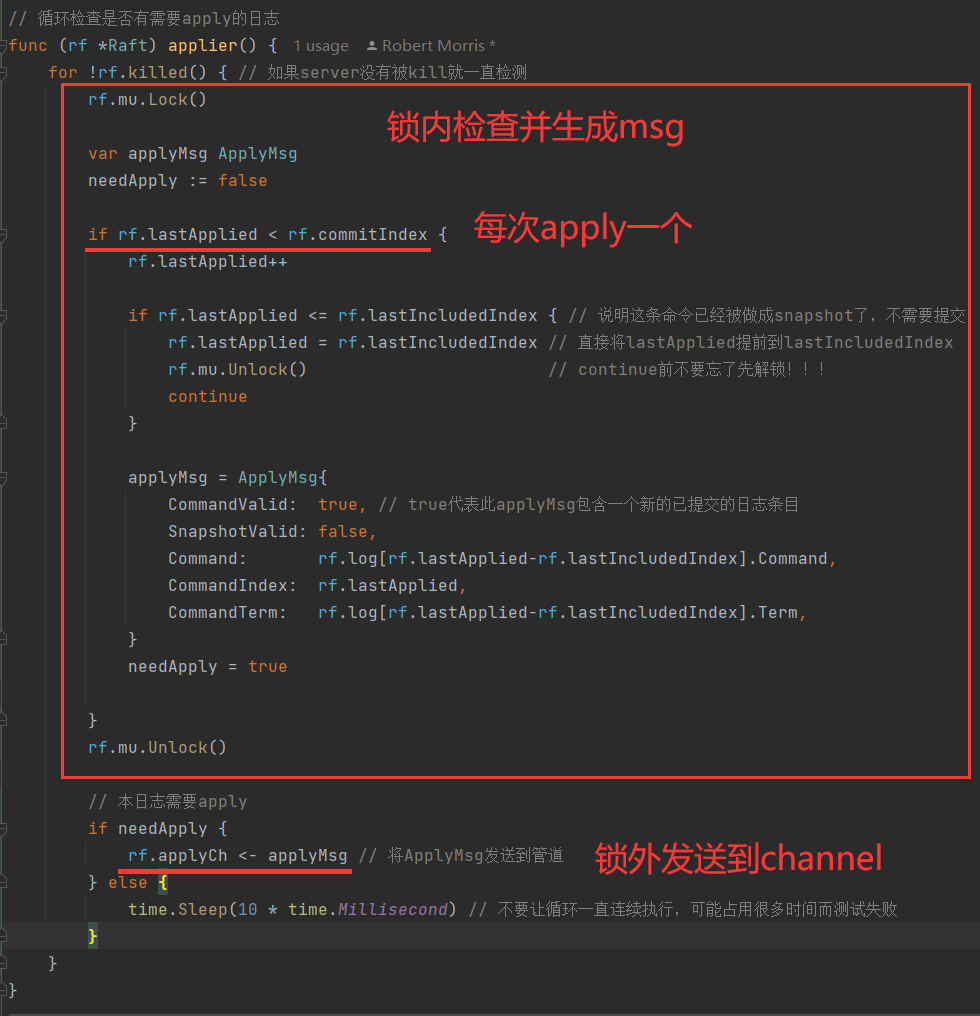 // 循环检查是否有需要apply的日志
func (rf *Raft) applier() { 1 usage Robert Morris *
for !rf.killed() { // 如果server没有被kill就一直检测
rf.mu.Lock()
锁内检查并生成msg
var applyMsg ApplyMsg
needApply := false
每次apply一个
if rf.lastApplied < rf.commitIndex {
rf.lastApplied++
if rf.lastApplied <= rf.lastIncludedIndex { // 说明这条命令已经被做成snapshot了，不需要提交
rf.lastApplied = rf.lastIncludedIndex // 直接将lastApplied提前到lastIncludedIndex
rf.mu.Unlock() // continue前不要忘了先解锁！！！
continue
}
applyMsg = ApplyMsg{
CommandValid: true, // true代表此applyMsg包含一个新的已提交的日志条目
SnapshotValid: false,
Command: rf.log[rf.lastApplied-rf.lastIncludedIndex].Command,
CommandIndex: rf.lastApplied,
CommandTerm: rf.log[rf.lastApplied-rf.lastIncludedIndex].Term,
}
needApply = true
}
rf.mu.Unlock()
// 本日志需要apply
if needApply {
rf.applyCh <- applyMsg // 将ApplyMsg发送到管道
锁外发送到channel
} else {
time.Sleep(10 * time.Millisecond) // 不要让循环一直连续执行，可能占用很多时间而测试失败
}
}
}